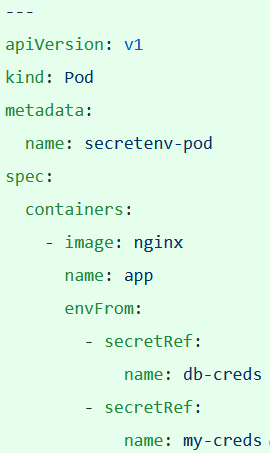 ---
apiVersion: v1
kind: Pod
metadata:
  name: secretenv-pod
spec:
  containers:
    - image: nginx
      name: app
      envFrom:
        - secretRef:
            name: db-creds
        - secretRef:
            name: my-creds